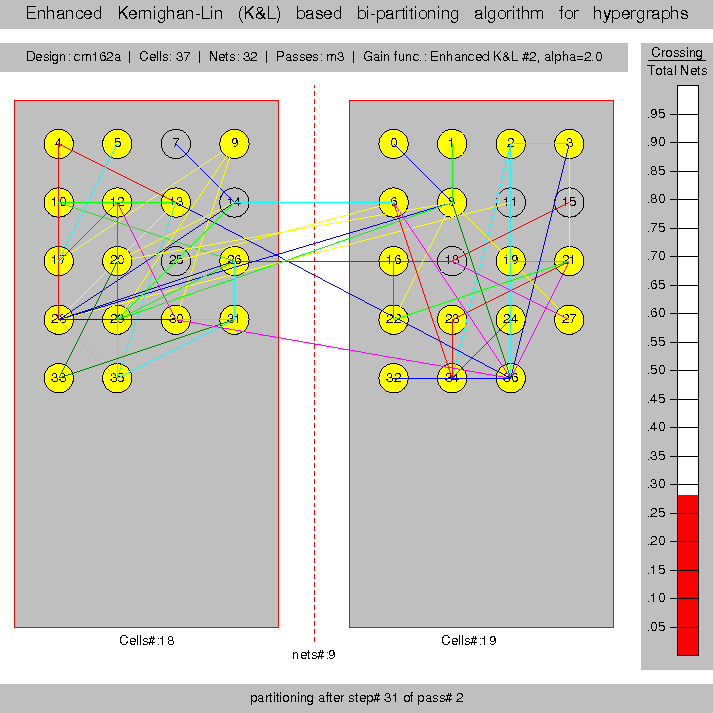 Enhanced Kernighan-Lin (K&L) based bi-partitioning algorithm for hypergraphs
Design: cm162a | Cells: 37 | Nets: 32 | Passes: m3 | Gain func.: Enhanced K&L #2, alpha=2.0
Crossing
Total Nets
4 5 7 9 0 1 2 3
10 12 13 14 6 8 11 15
17 20 25 26 16 18 19 21
28 29 30 31 22 23 24 27
33 35 32 34 36
.95
.90
.85
.80
.75
.70
.65
.60
.55
.50
.45
.40
.35
.30
.25
.20
.15
.10
.05
Cells#:18
Cells#:19
nets#:9
partitioning after step# 31 of pass# 2